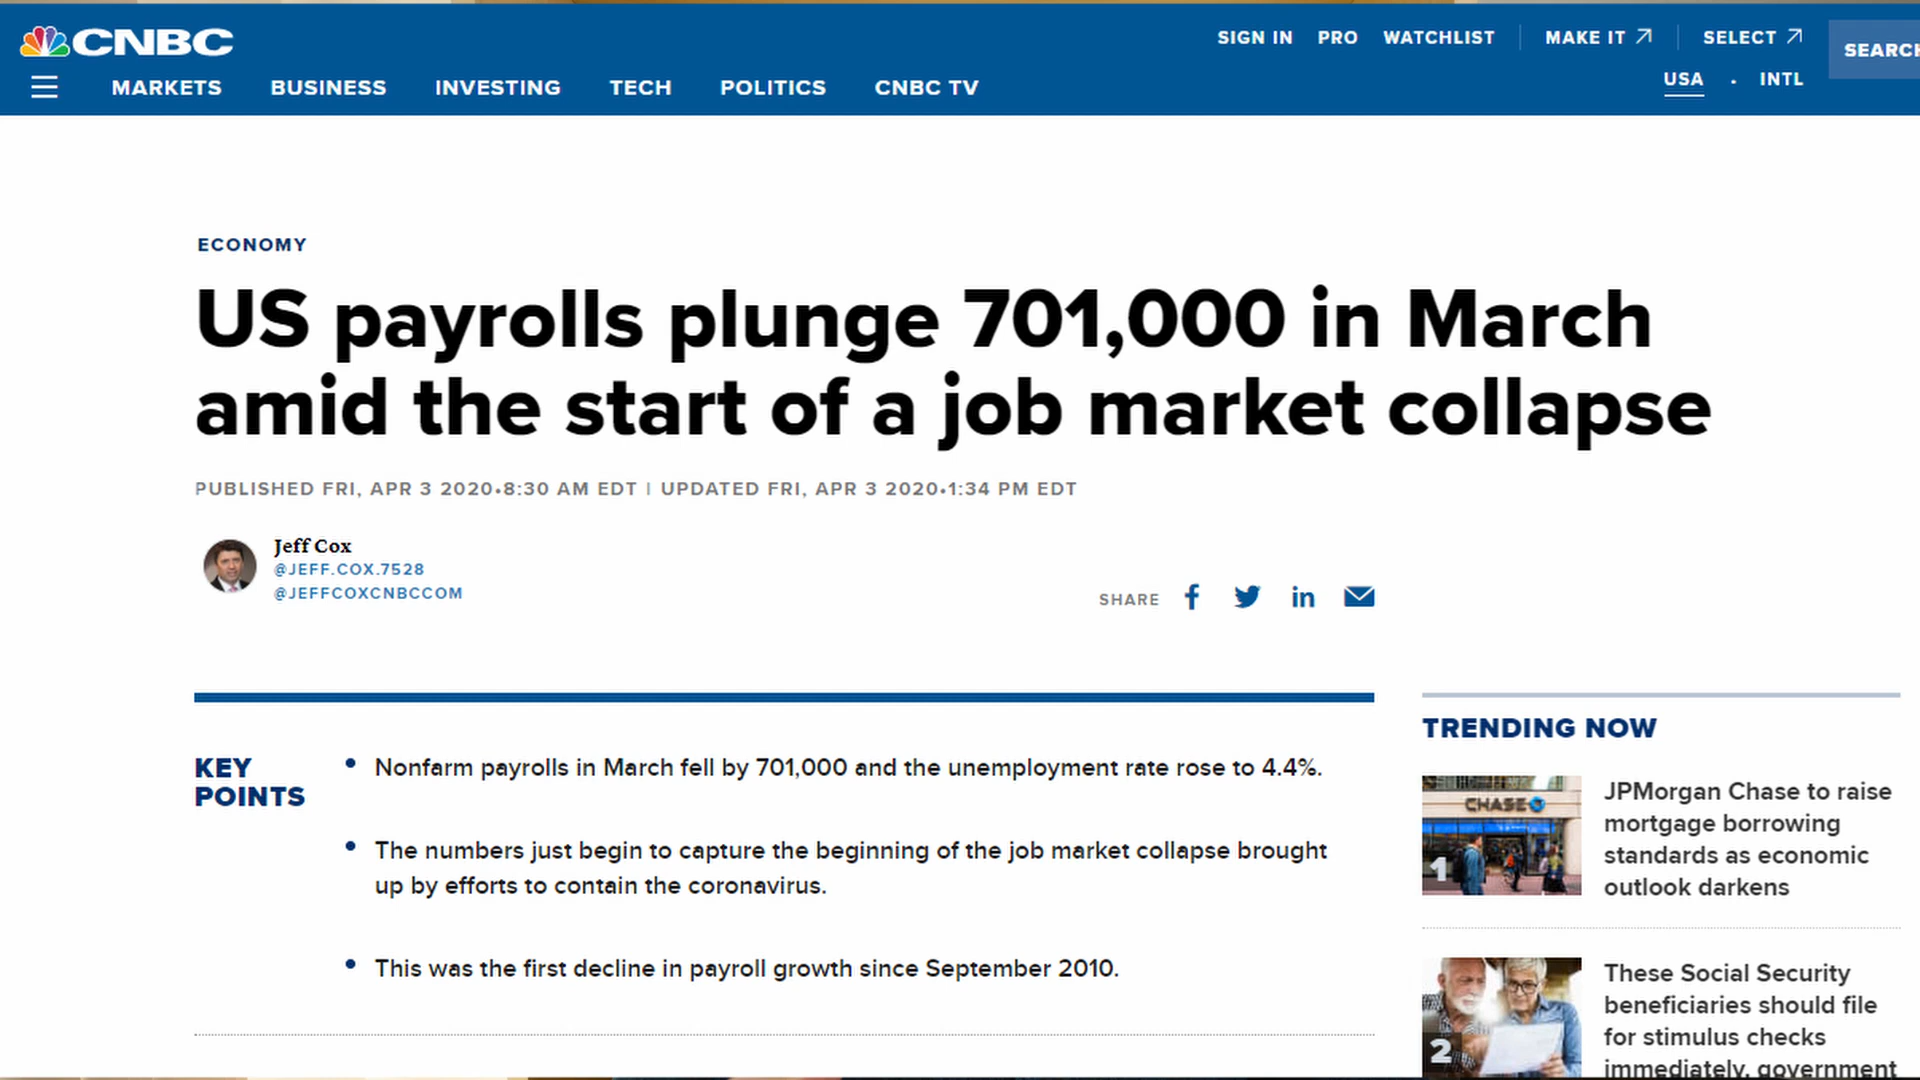 CNBC
SIGN IN PRO WATCHLIST MAKE IT SELECT
SEARCH
USA · INTL
MARKETS BUSINESS INVESTING TECH POLITICS CNBC TV
ECONOMY
US payrolls plunge 701,000 in March
amid the start of a job market collapse
PUBLISHED FRI, APR 3 2020•8:30 AM EDT | UPDATED FRI, APR 3 2020•1:34 PM EDT
Jeff Cox
@JEFF.COX.7528
@JEFFCOXCNBCCOM
SHARE
KEY
POINTS
Nonfarm payrolls in March fell by 701,000 and the unemployment rate rose to 4.4%.
The numbers just begin to capture the beginning of the job market collapse brought
up by efforts to contain the coronavirus.
This was the first decline in payroll growth since September 2010.
TRENDING NOW
CHASE
1
JPMorgan Chase to raise
mortgage borrowing
standards as economic
outlook darkens
2
These Social Security
beneficiaries should file
for stimulus checks
immediately, government